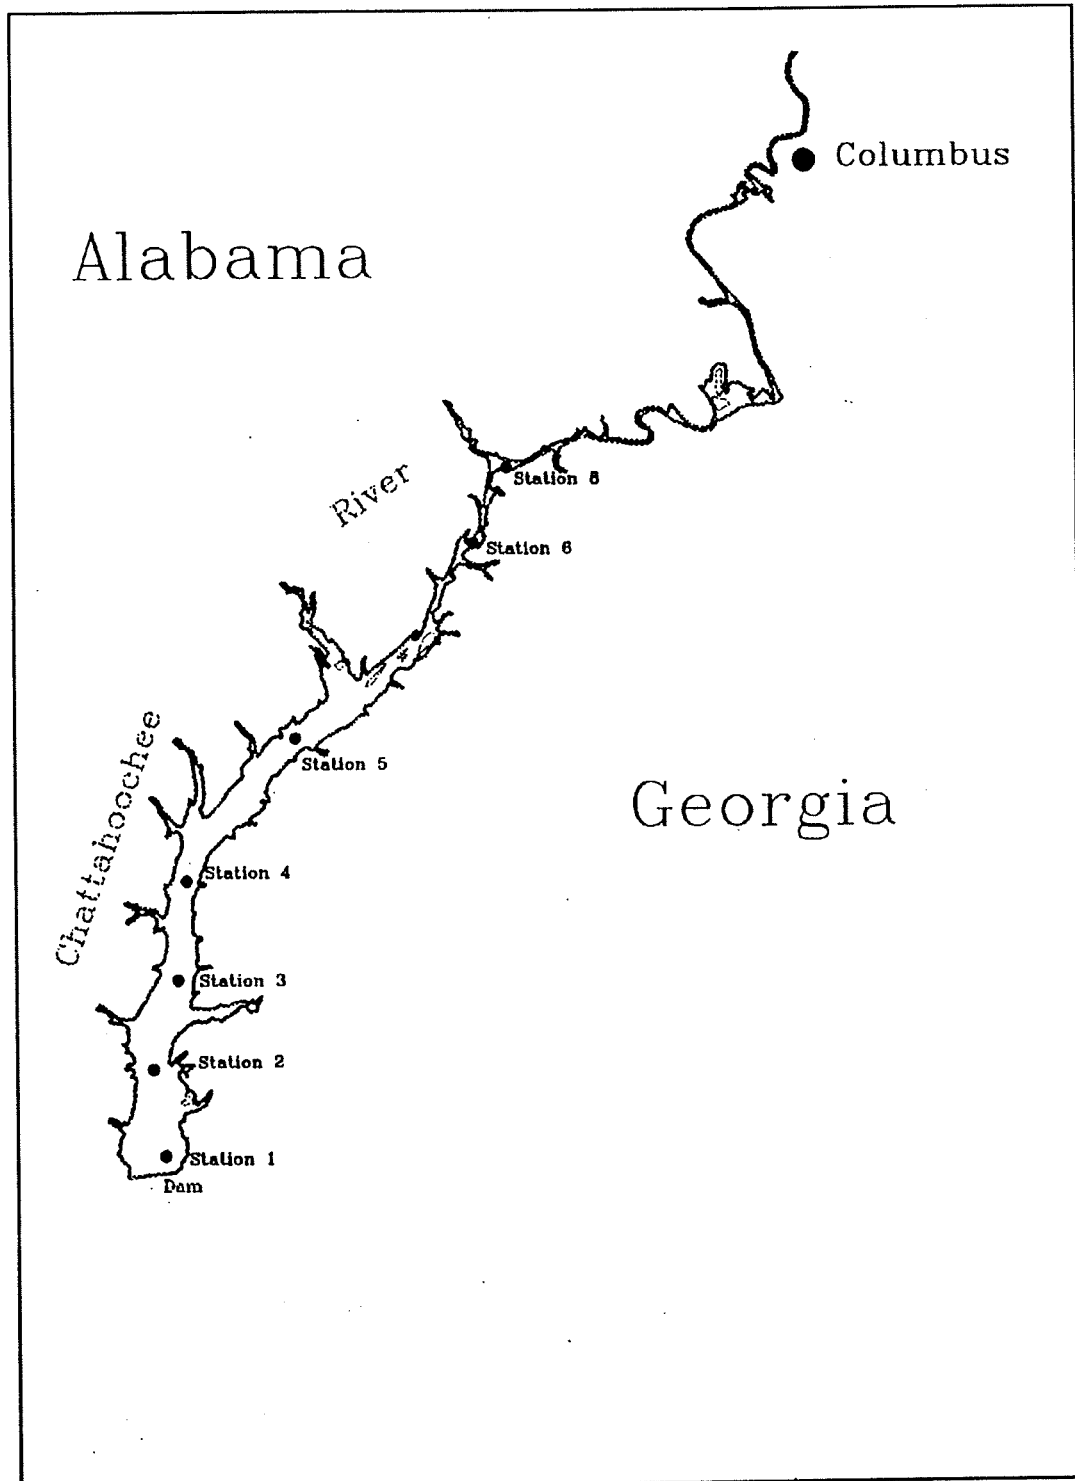 Columbus
Alabama
Station 8
River
Station 6
Station 5
Chattahoochee
Georgia
Station 4
Station 3
Station 2
Station 1
Dam